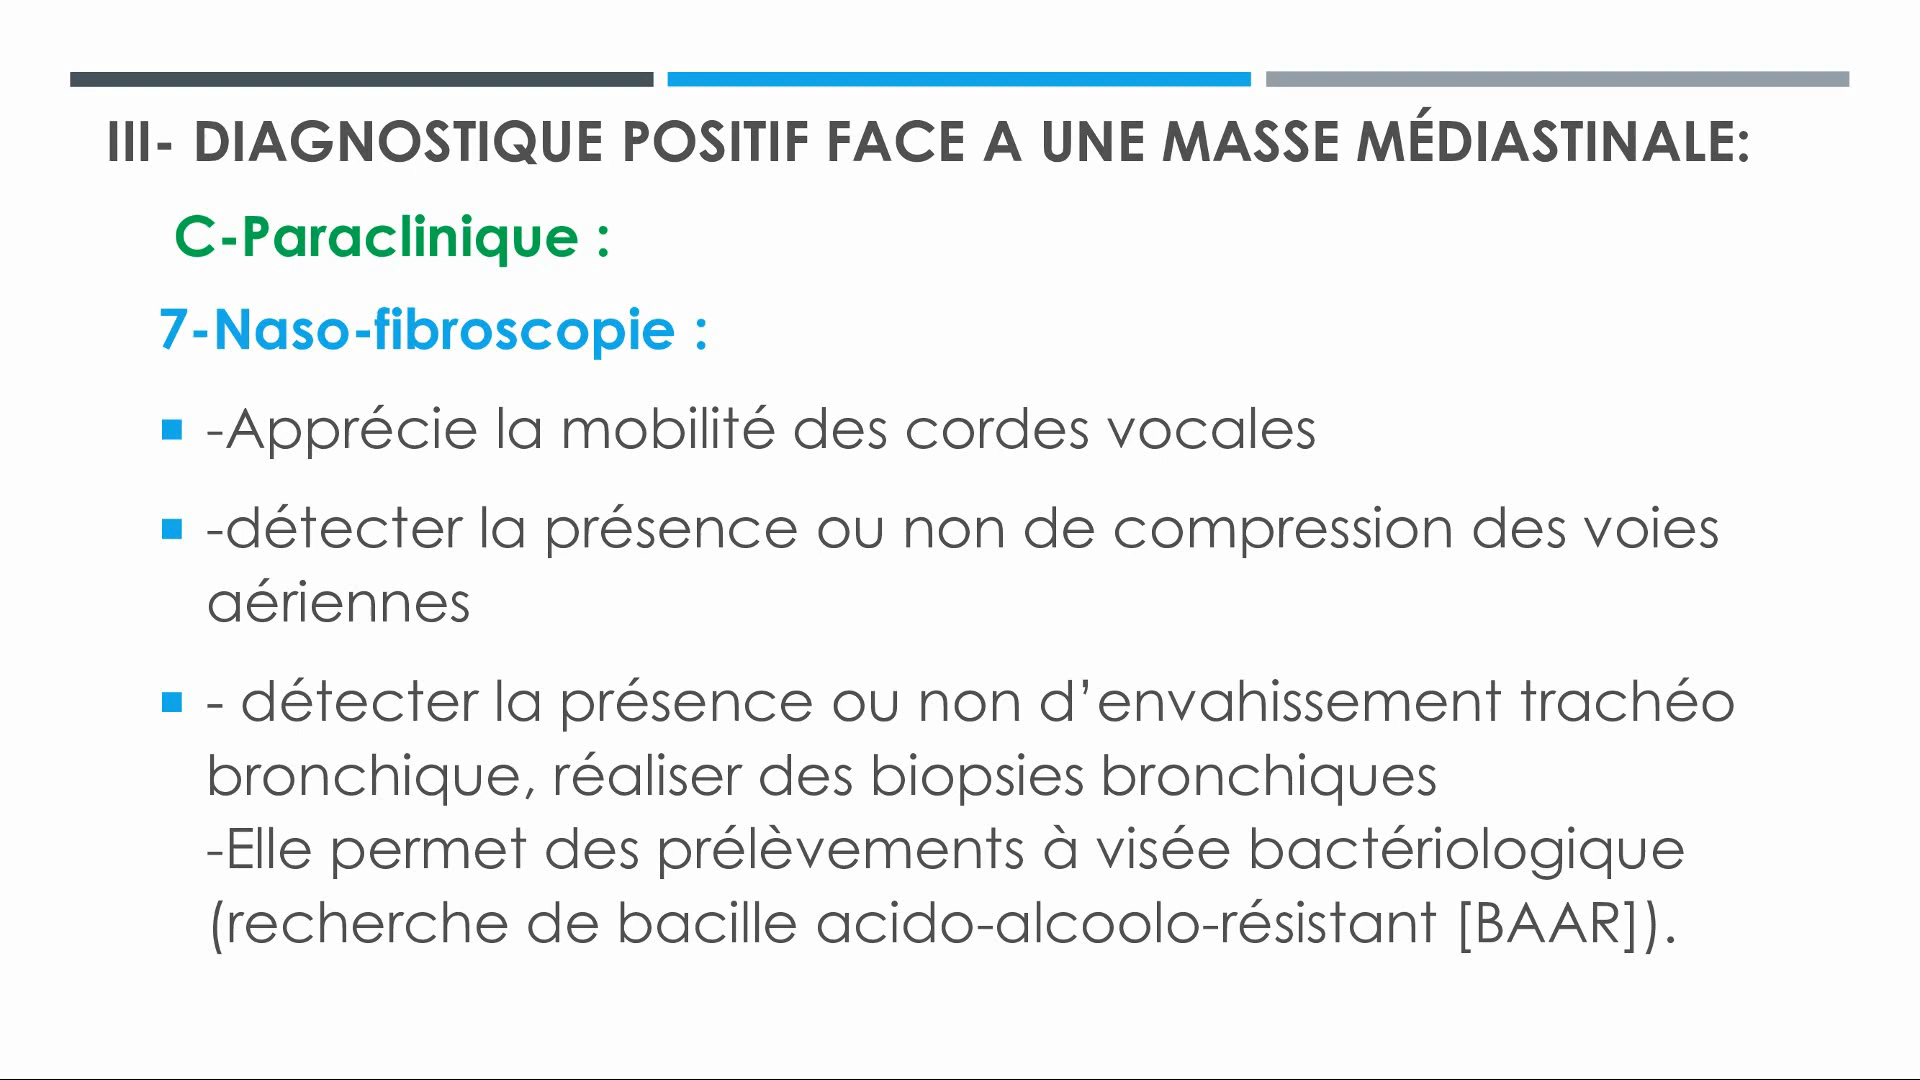 III- DIAGNOSTIQUE POSITIF FACE A UNE MASSE MÉDIASTINALE:
C-Paraclinique :
7-Naso-fibroscopie :
-Apprécie la mobilité des cordes vocales
-détecter la présence ou non de compression des voies
aériennes
- détecter la présence ou non d’envahissement trachéo
bronchique, réaliser des biopsies bronchiques
-Elle permet des prélèvements à visée bactériologique
(recherche de bacille acido-alcoolo-résistant [BAAR]).